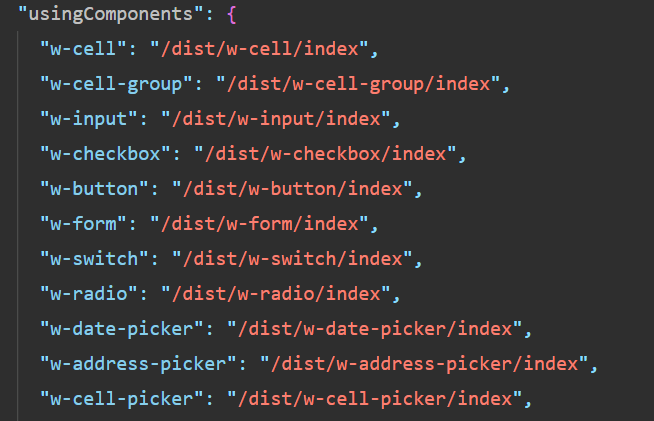 "usingComponents": {
"w-cell": "/dist/w-cell/index",
"w-cell-group": "/dist/w-cell-group/index",
"w-input": "/dist/w-input/index",
"w-checkbox": "/dist/w-checkbox/index",
"w-button": "/dist/w-button/index",
"w-form": "/dist/w-form/index",
"w-switch": "/dist/w-switch/index",
"w-radio": "/dist/w-radio/index",
"w-date-picker": "/dist/w-date-picker/index",
"w-address-picker": "/dist/w-address-picker/index",
"w-cell-picker": "/dist/w-cell-picker/index",